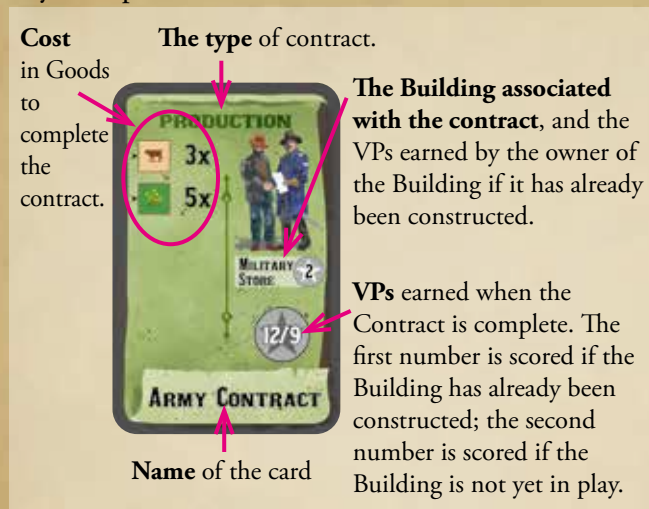 Cost
in Goods
to
complete
the
contract.
The type of contract.
PRODUCTION
3x
5x
MILITARY
STORE
2
12/9
ARMY CONTRACT
Name of the card
The Building associated
with the contract, and the
VPs earned by the owner of
the Building if it has already
been constructed.
VPs earned when the
Contract is complete. The
first number is scored if the
Building has already been
constructed; the second
number is scored if the
Building is not yet in play.